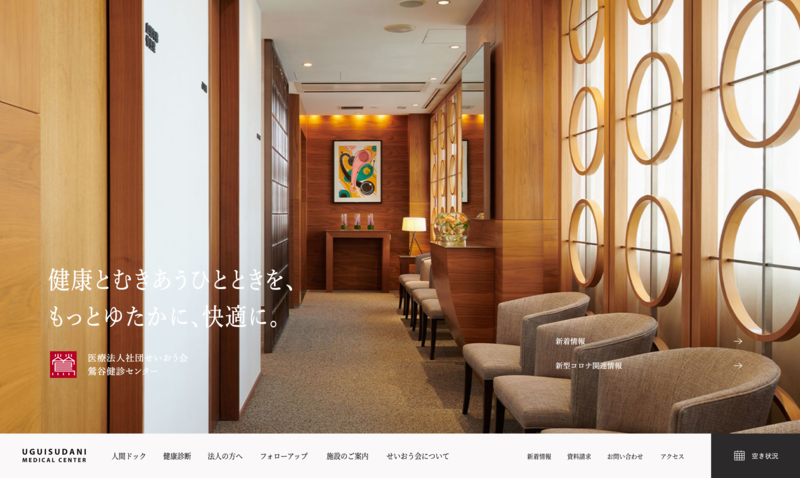 健康とむきあうひとときを、
もっとゆたかに、快適に。
医療法人社団せいおう会
鶯谷健診センター
新着情報
新型コロナ関連情報
UGUISUDANI
MEDICAL CENTER
人間ドック 健康診断 法人の方へ フォローアップ 施設のご案内 せいおう会について
新着情報 資料請求 お問い合わせ アクセス
空き状況